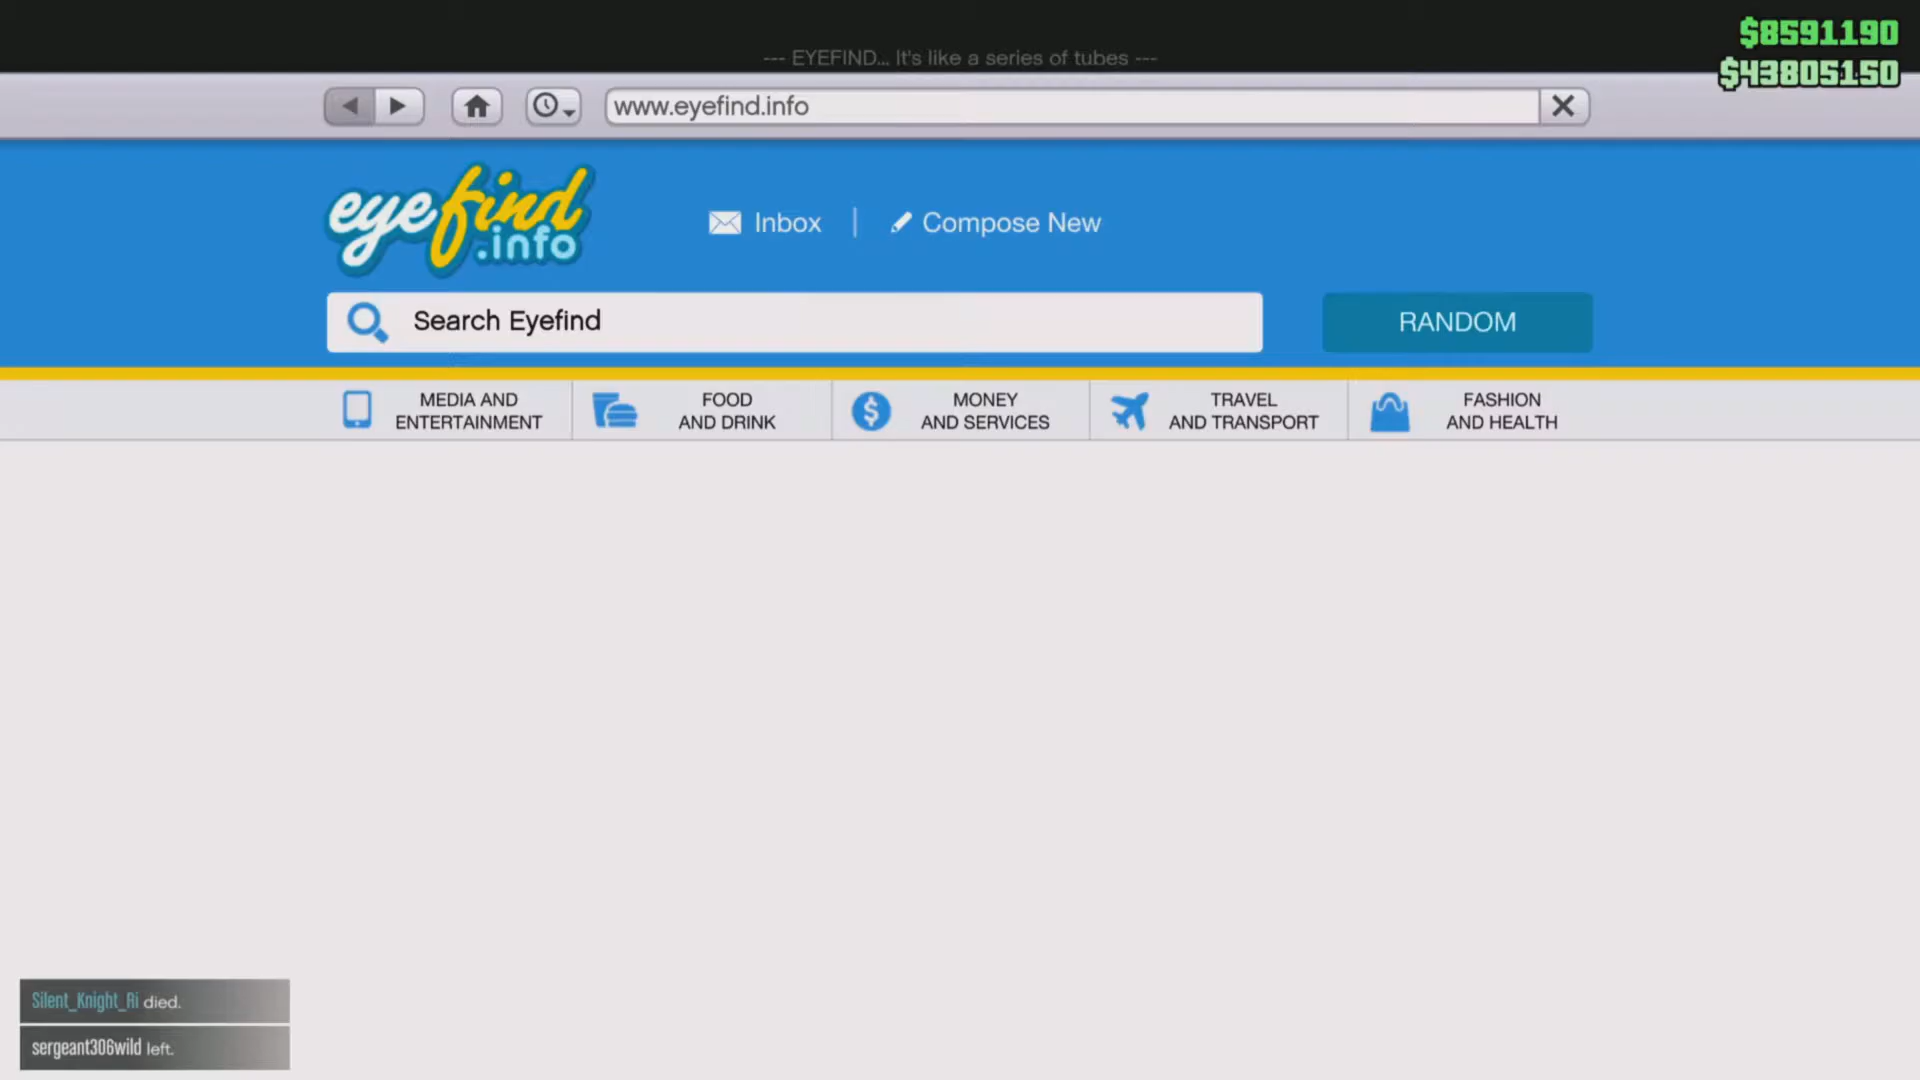 $8591190
--- EYEFIND... It's like a series of tubes ---
$43805150
www.eyefind.info
eyefind
.info
Inbox
Compose New
Search Eyefind
RANDOM
MEDIA AND
ENTERTAINMENT
FOOD
AND DRINK
MONEY
AND SERVICES
TRAVEL
AND TRANSPORT
FASHION
AND HEALTH
Silent_Knight_Ri died.
sergeant306wild left.